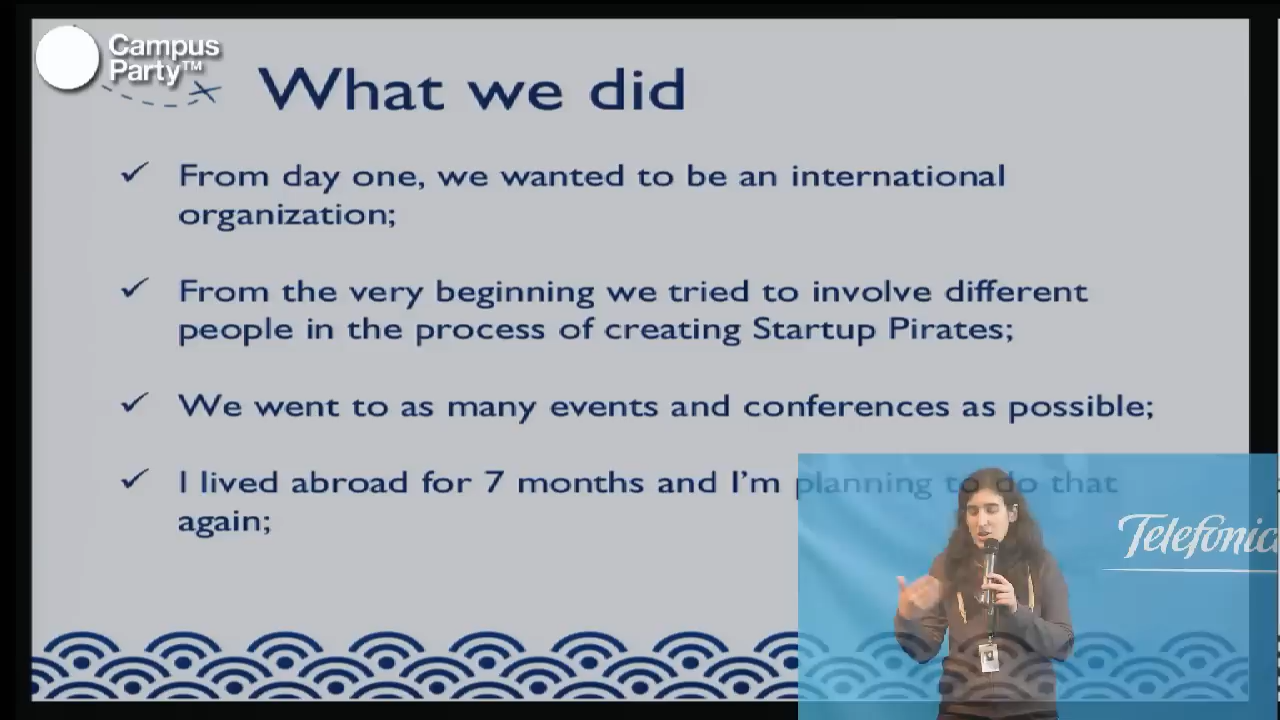 Campus
Party™
What we did
✓ From day one, we wanted to be an international
organization;
✓ From the very beginning we tried to involve different
people in the process of creating Startup Pirates;
✓ We went to as many events and conferences as possible;
✓ I lived abroad for 7 months and I'm planning to do that
again;
Telefónica